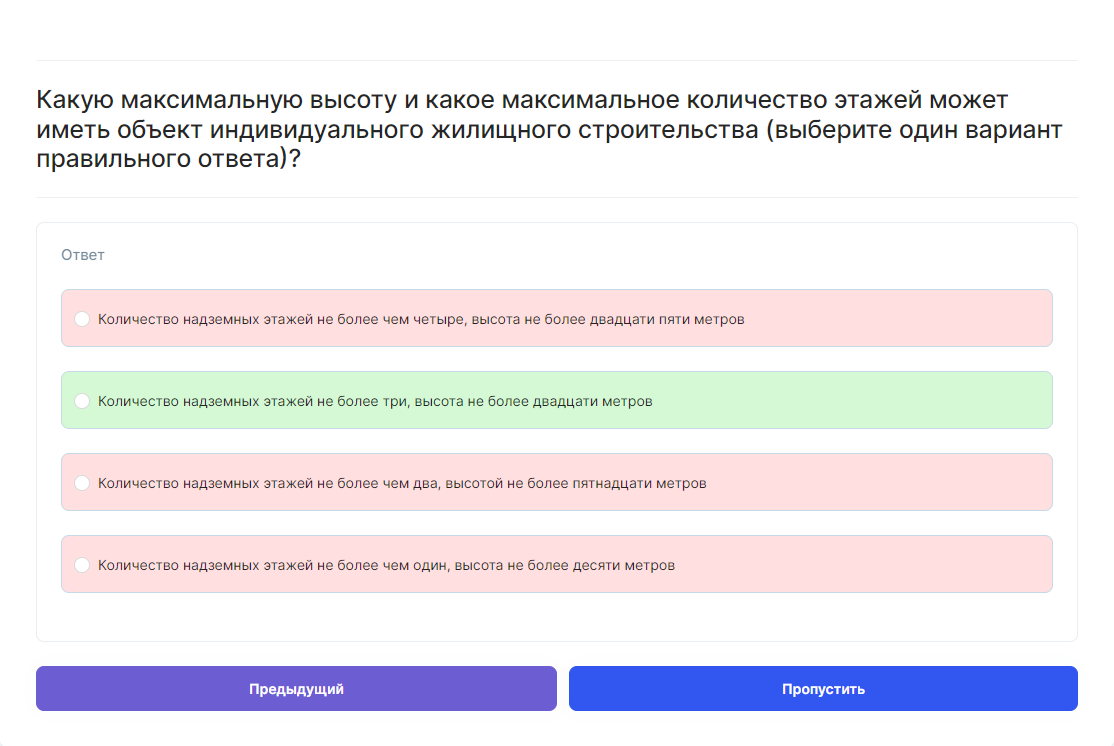 Какую максимальную высоту и какое максимальное количество этажей может
иметь объект индивидуального жилищного строительства (выберите один вариант
правильного ответа)?
Ответ
Количество надземных этажей не более чем четыре, высота не более двадцати пяти метров
Количество надземных этажей не более три, высота не более двадцати метров
Количество надземных этажей не более чем два, высотой не более пятнадцати метров
Количество надземных этажей не более чем один, высота не более десяти метров
Предыдущий
Пропустить